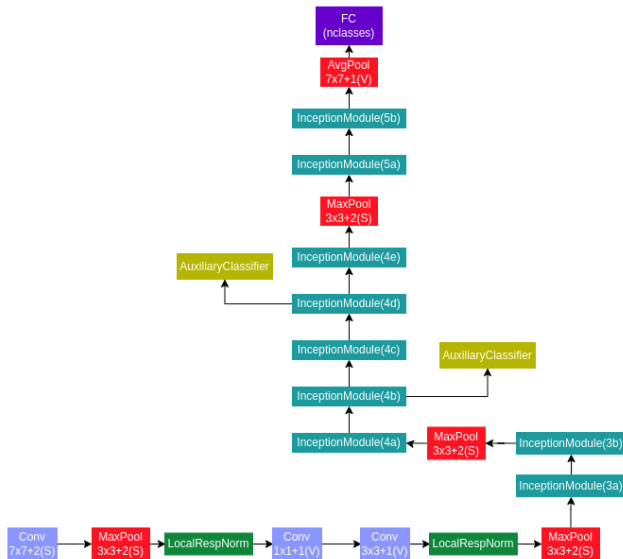 FC
(nclasses)
AvgPool
7x7+1(V)
InceptionModule(5b)
InceptionModule(5a)
MaxPool
3x3+2(S)
InceptionModule(4e)
AuxiliaryClassifier
InceptionModule(4d)
InceptionModule(4c)
AuxiliaryClassifier
InceptionModule(4b)
InceptionModule(4a)
MaxPool
3x3+2(S)
InceptionModule(3b)
InceptionModule(3a)
Conv
7x7+2(S)
MaxPool
3x3+2(S)
LocalRespNorm
Conv
1x1+1(V)
Conv
3x3+1(V)
LocalRespNorm
MaxPool
3x3+2(S)